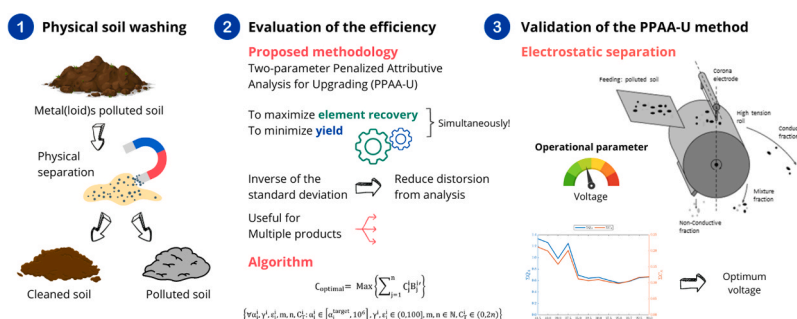 1 Physical soil washing
Metal(loid)s polluted soil
Physical
separation
Cleaned soil
Polluted soil
2 Evaluation of the efficiency
Proposed methodology
Two-parameter Penalized Attributive
Analysis for Upgrading (PPAA-U)
To maximize element recovery
To minimize yield
Simultaneously!
Inverse of the
standard deviation
Reduce distorsion
from analysis
Useful for
Multiple products
Algorithm
3 Validation of the PPAA-U method
Electrostatic separation
Feeding: polluted soil
Corona
electrode
High tension
roll
Mixture
fraction
Non-Conductive
fraction
Operational parameter
Voltage
Optimum
voltage